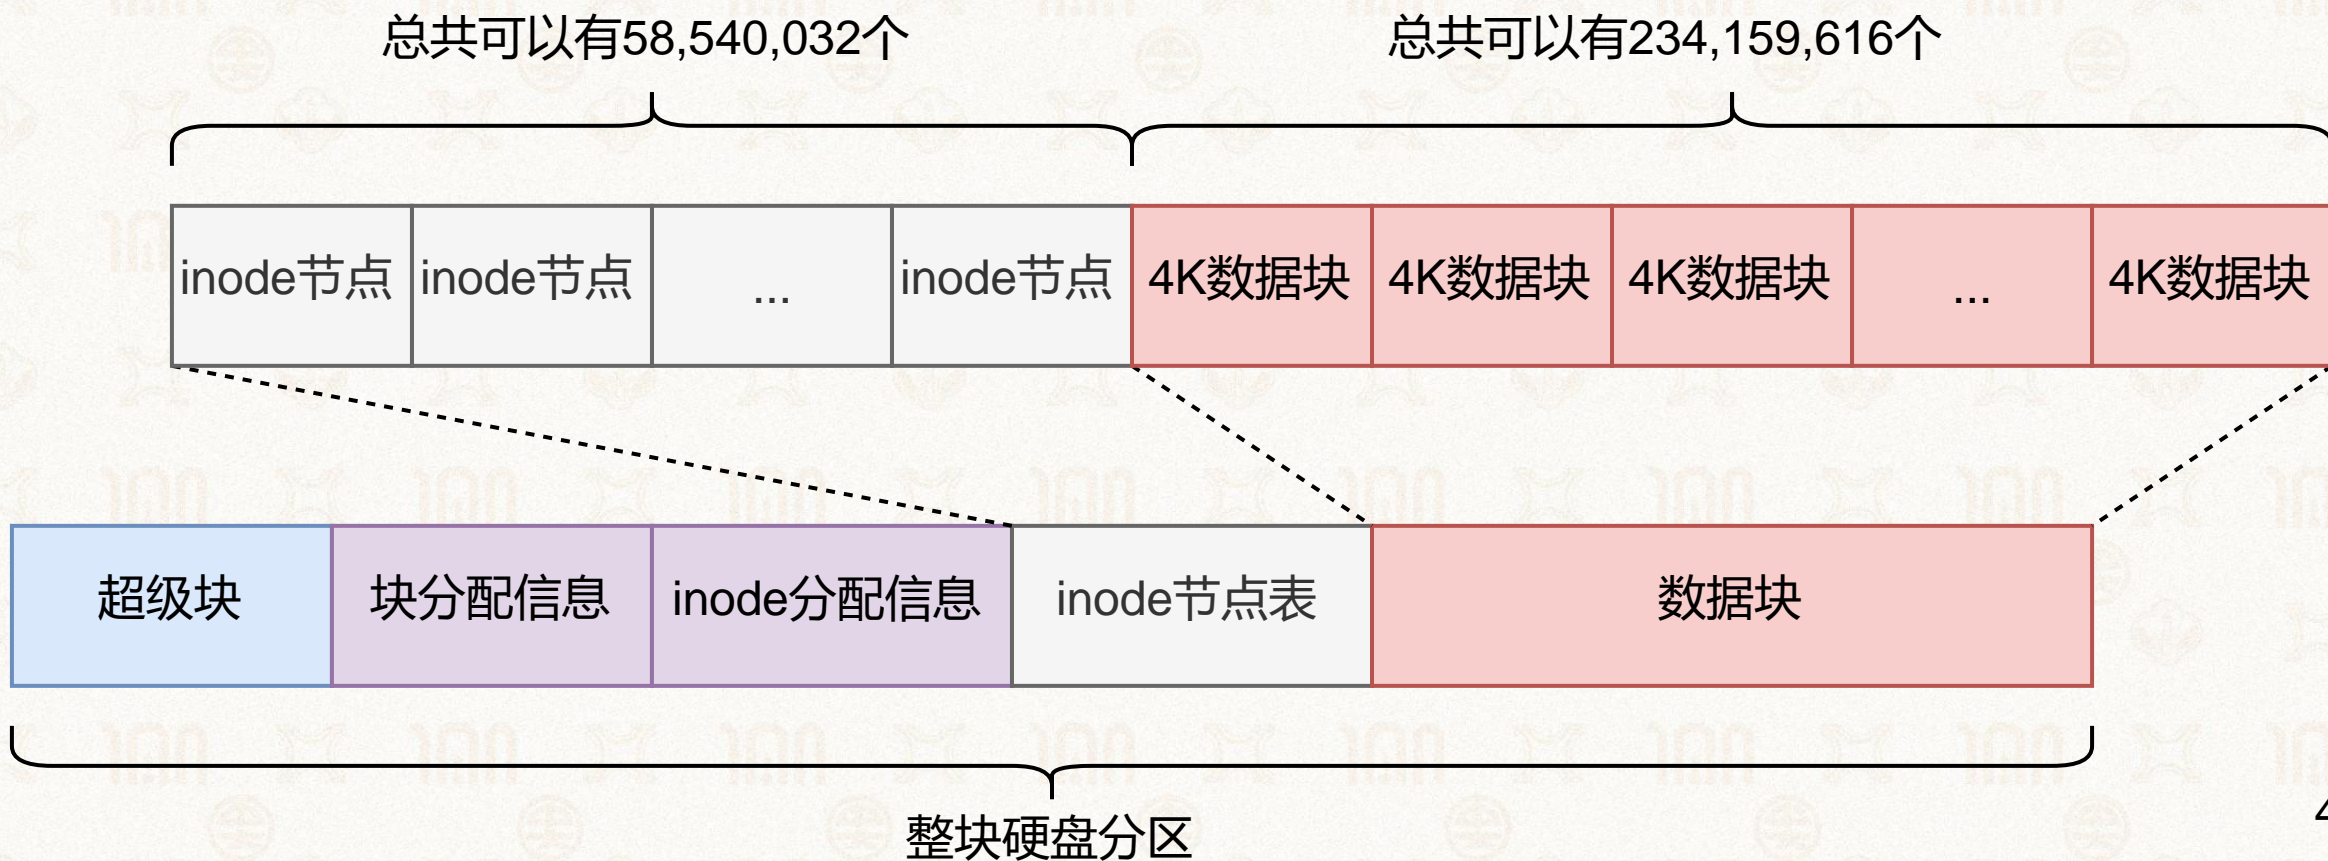 总共可以有58,540,032个
总共可以有234,159,616个
inode节点
inode节点
...
inode节点
4K数据块
4K数据块
4K数据块
...
4K数据块
超级块
块分配信息
inode分配信息
inode节点表
数据块
整块硬盘分区